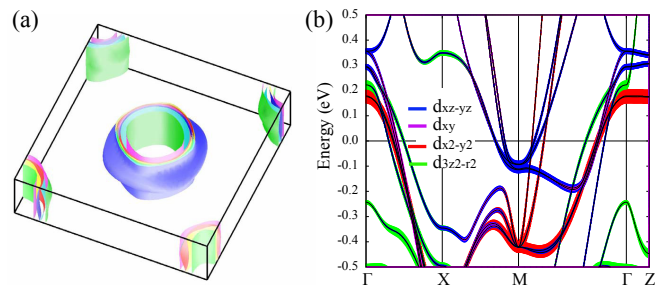 (a)
(b)
Energy (eV)
0.5
0.4
0.3
0.2
0.1
0.0
-0.1
-0.2
-0.3
-0.4
-0.5
dxz-yz
dxy
dx2-y2
d3z2-r2
Γ X M Γ Z